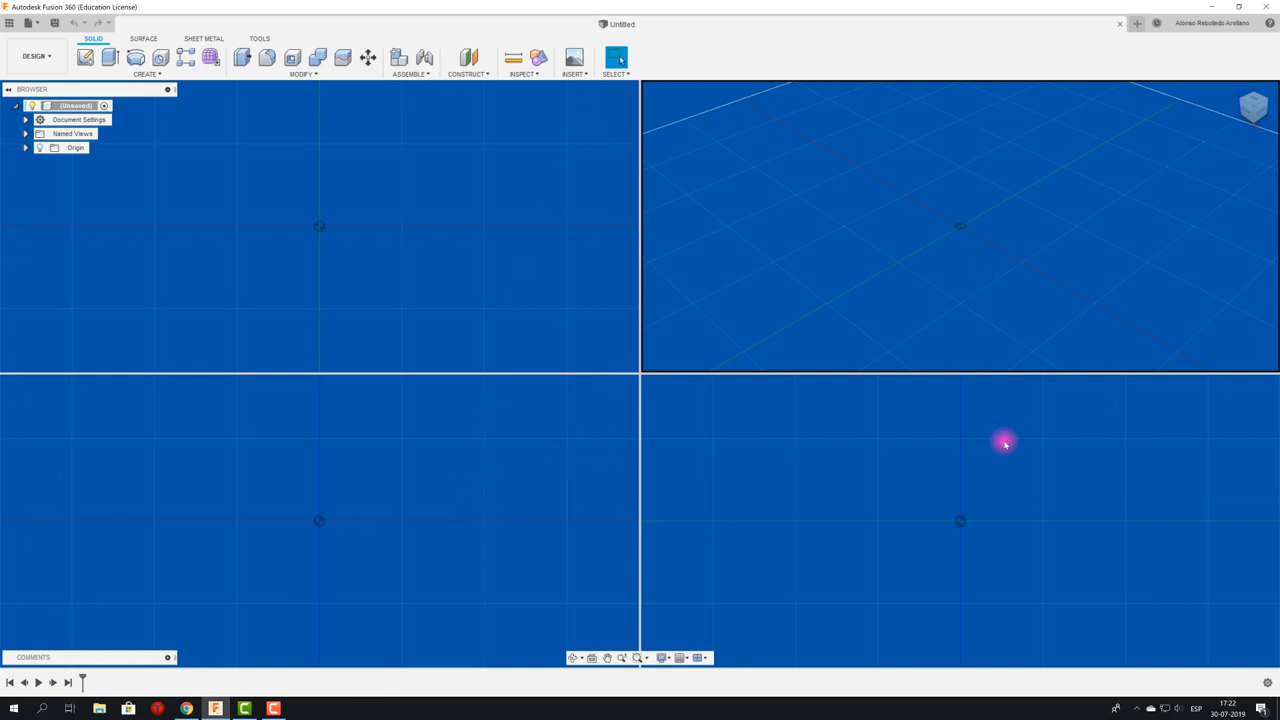 Autodesk Fusion 360 (Education License)
Untitled
Alonso Rebolledo Arellano
SOLID SURFACE SHEET METAL TOOLS
DESIGN
CREATE MODIFY ASSEMBLE CONSTRUCT INSPECT INSERT SELECT
BROWSER
(Unsaved)
Document Settings
Named Views
Origin
COMMENTS
ESP
17:22
30-07-2019